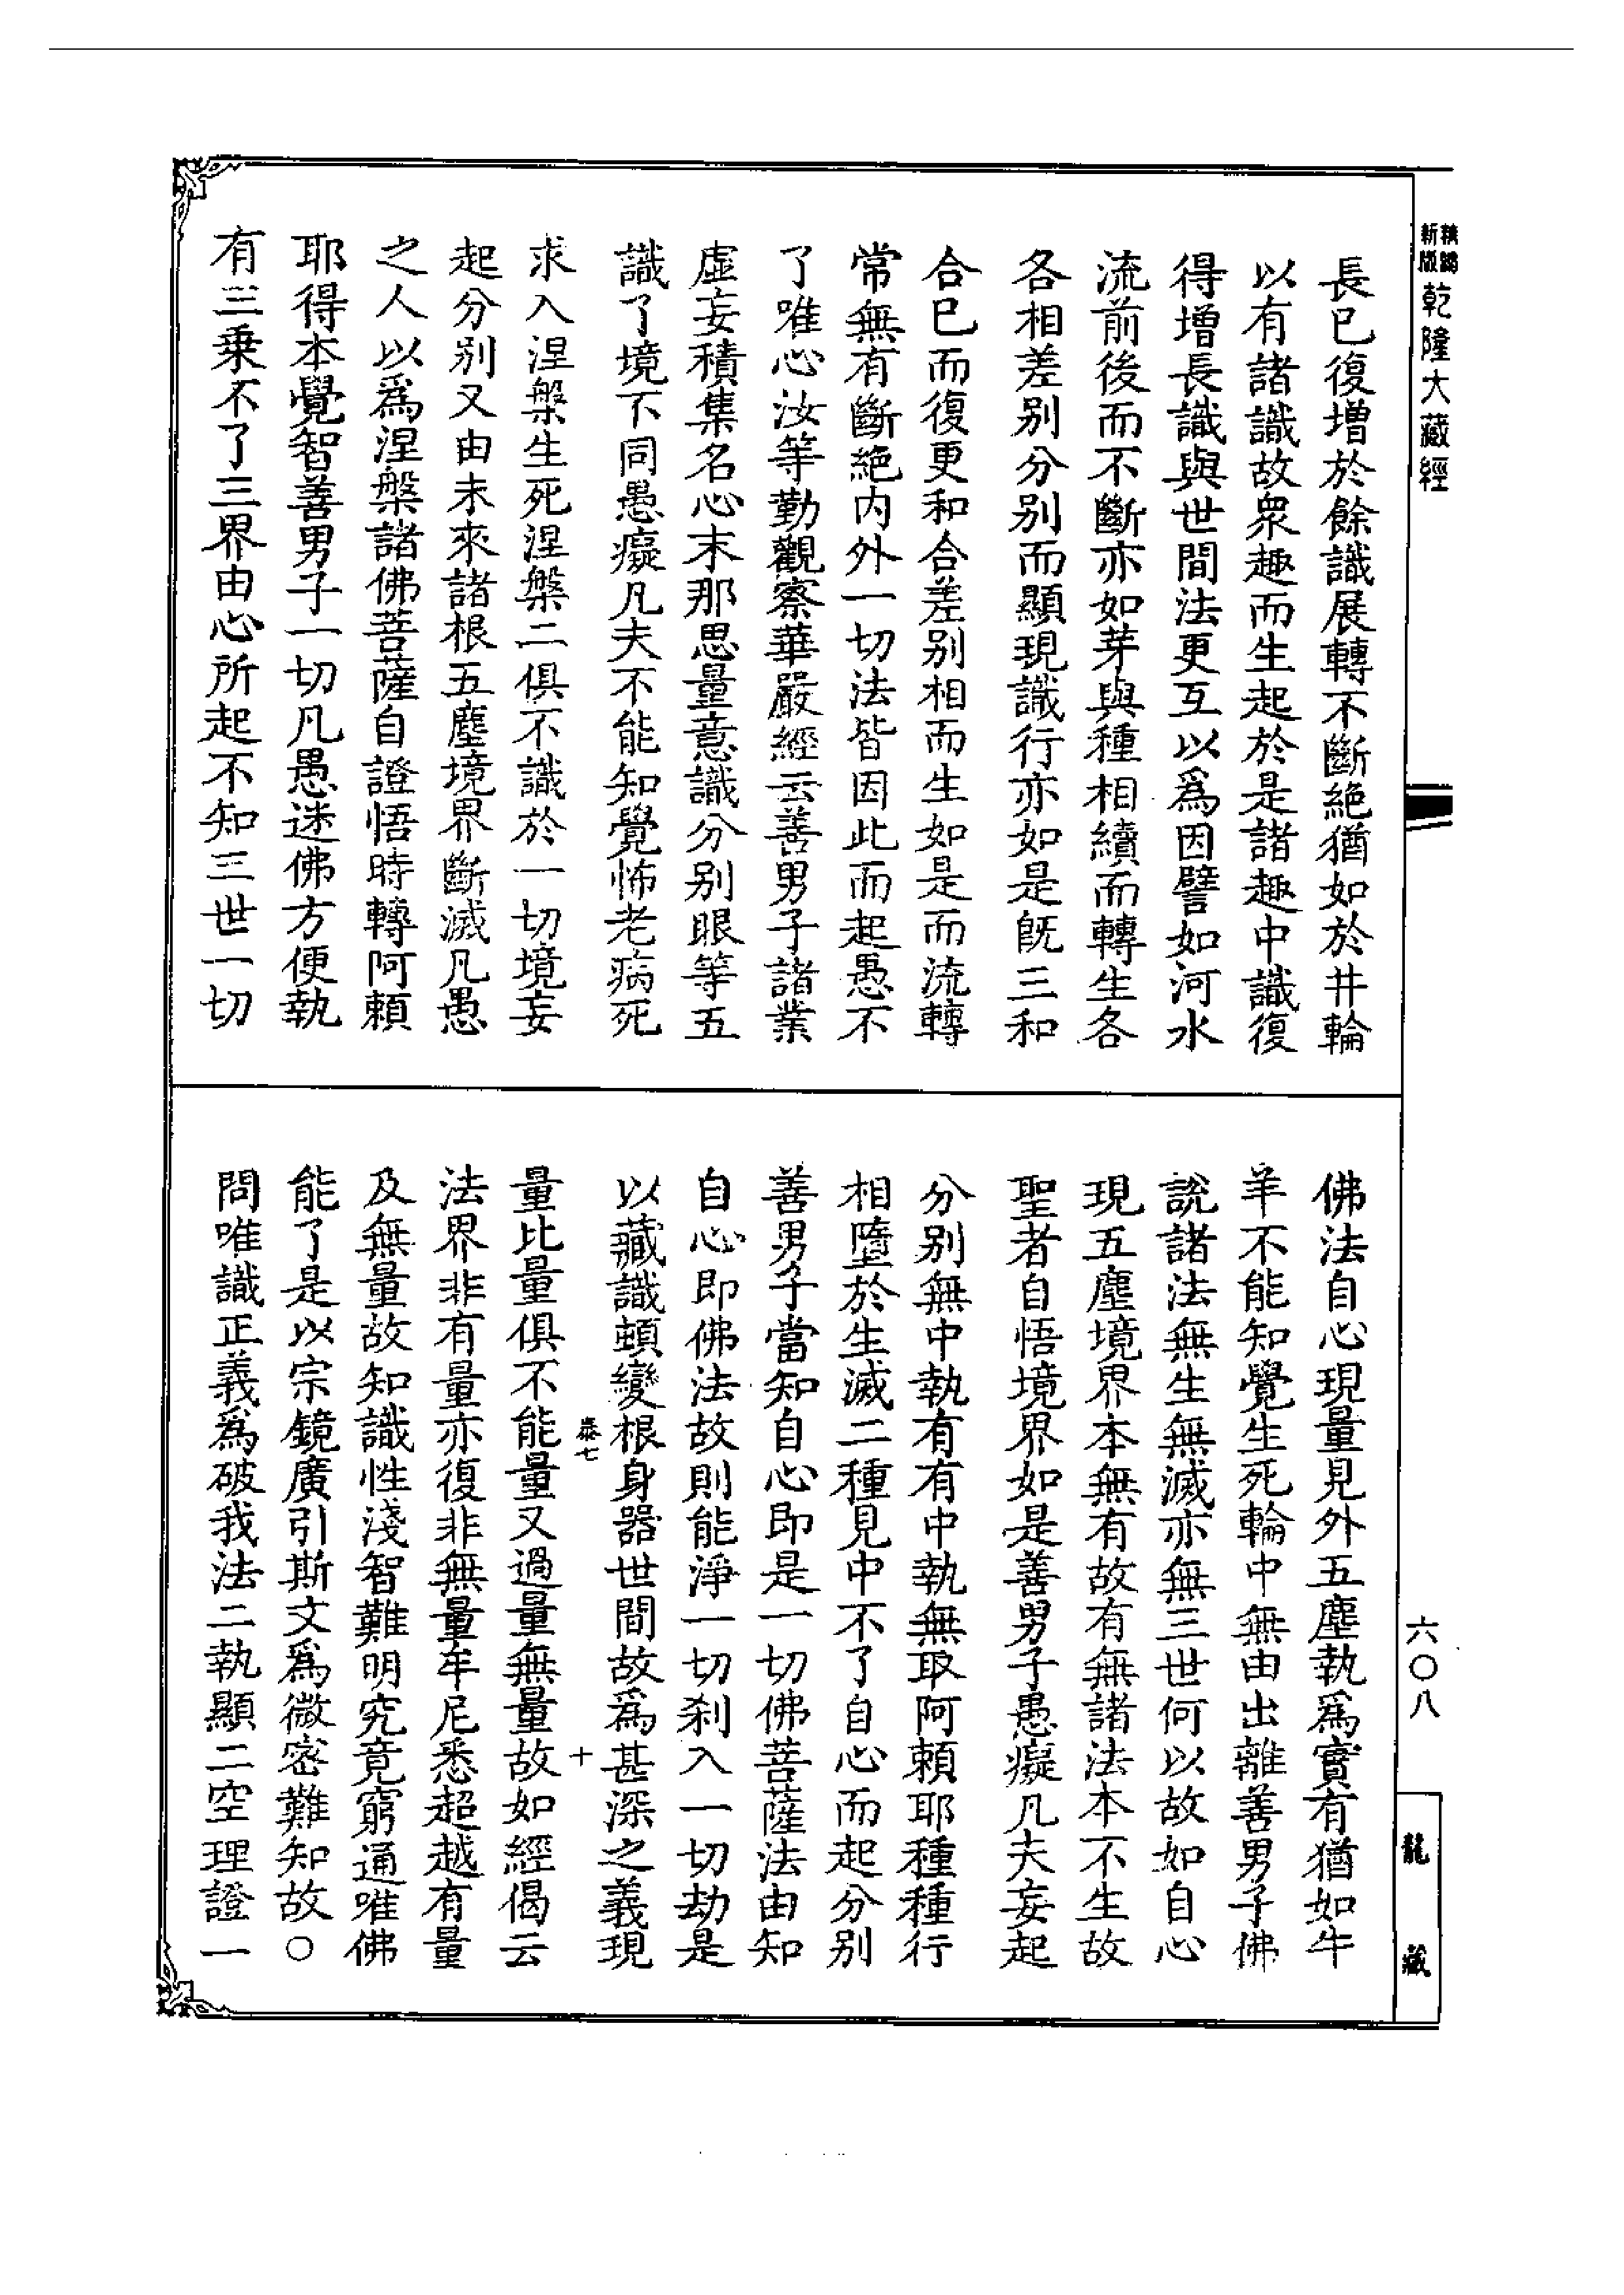 新版
精縮
乾隆大藏經
長已復增於餘識展轉不斷絶猶如於井輪
以有諸識故衆趣而生起於是諸趣中識復
得增長識與世間法更互以爲因譬如河水
流前後而不斷亦如芽與種相續而轉生各
各相差别分别而顯現識行亦如是旣三和
合已而復更和合差别相而生如是而流轉
常無有斷絶内外一切法皆因此而起愚不
了唯心汝等勤觀察華嚴經云善男子諸業
虛妄積集名心末那思量意識分别眼等五
識了境不同愚癡凡夫不能知覺怖老病死
求入涅槃生死涅槃二俱不識於一切境妄
起分别又由未來諸根五塵境界斷滅凡愚
之人以爲涅槃諸佛菩薩自證悟時轉阿賴
耶得本覺智善男子一切凡愚迷佛方便執
有三乗不了三界由心所起不知三世一切
佛法自心現量見外五塵執爲實有猶如牛
羊不能知覺生死輪中無由出離善男子佛
說諸法無生無滅亦無三世何以故如自心
現五塵境界本無有故有無諸法本不生故
聖者自悟境界如是善男子愚癡凡夫妄起
分别無中執有有中執無取阿賴耶種種行
相墮於生滅二種見中不了自心而起分别
善男子當知自心即是一切佛菩薩法由知
自心即佛法故則能淨一切刹入一切劫是
以藏識頓變根身器世間故爲甚深之義現
量比量俱不能量又過量無量故如經偈云
法界非有量亦復非無量牟尼悉超越有量
及無量故知識性淺智難明究竟窮通唯佛
能了是以宗鏡廣引斯文爲微密難知故○
問唯識正義爲破我法二執顯二空理證一
七
十
六〇八
龍藏